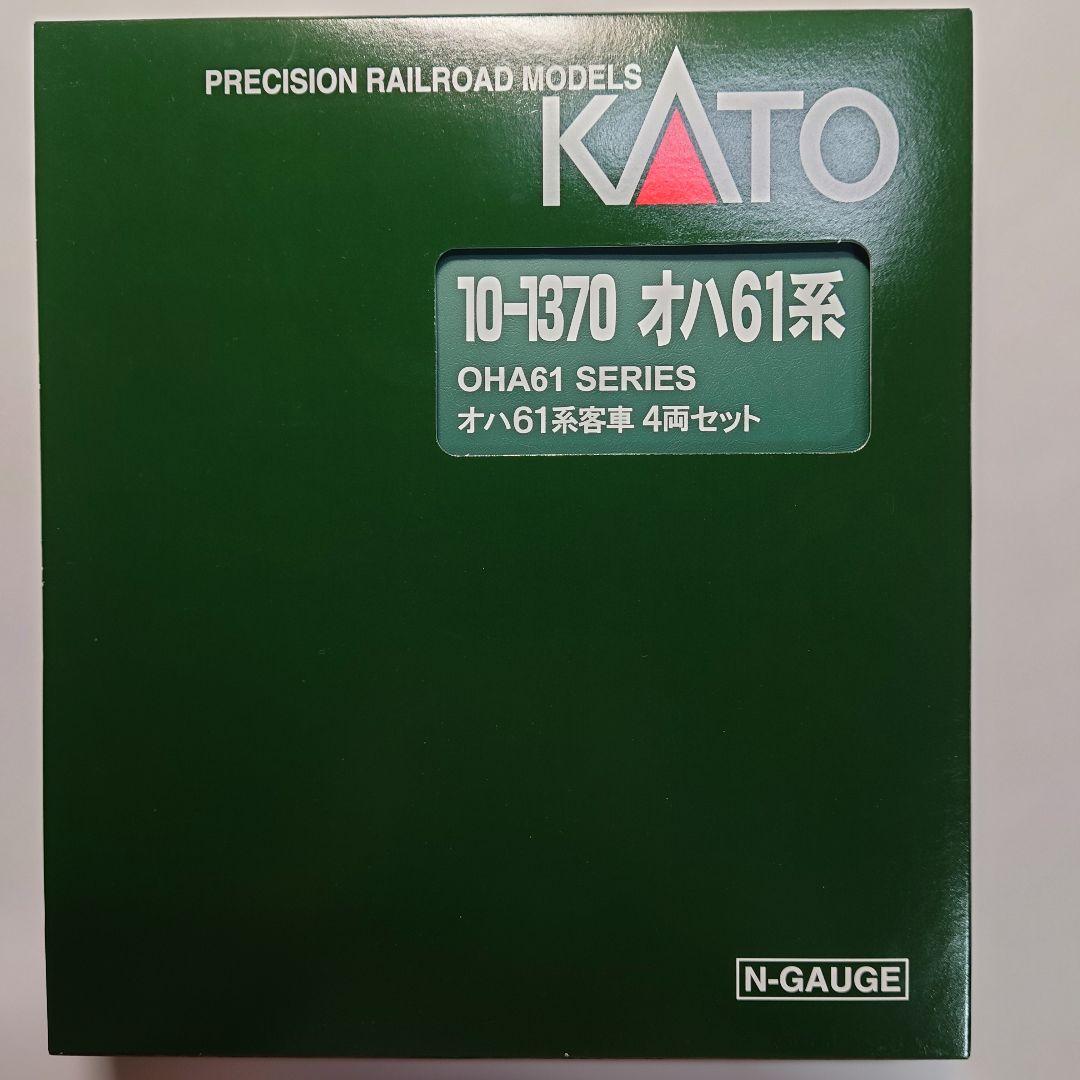 PRECISION RAILROAD MODELS
KATO
10-1370 オハ61系
OHA61 SERIES
オハ61系客車 4両セット
N-GAUGE